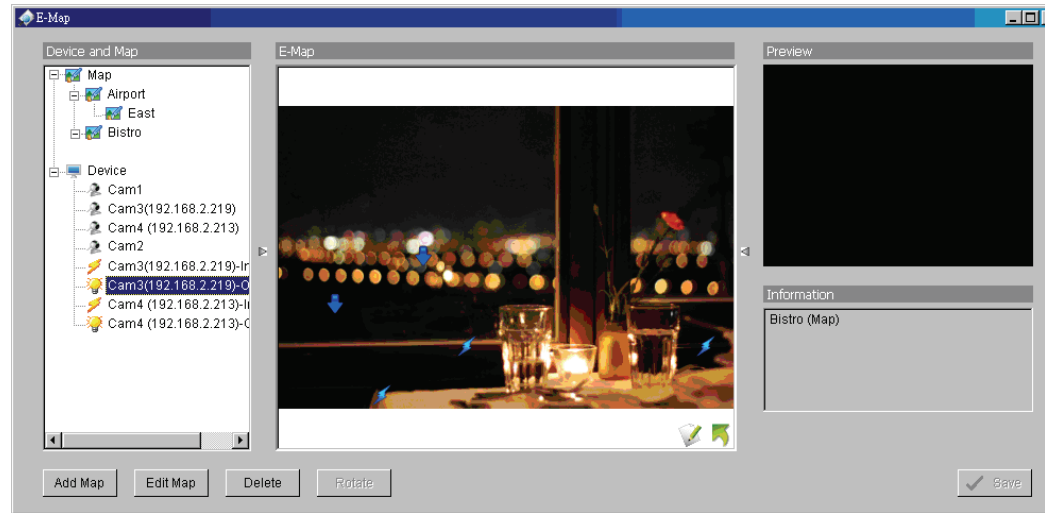 E-Map
Device and Map
Map
Airport
East
Bistro
Device
Cam1
Cam3(192.168.2.219)
Cam4 (192.168.2.213)
Cam2
Cam3(192.168.2.219)-Ir
Cam3(192.168.2.219)-O
Cam4 (192.168.2.213)-I
Cam4 (192.168.2.213)-C
E-Map
Preview
Information
Bistro (Map)
Add Map
Edit Map
Delete
Rotate
Save